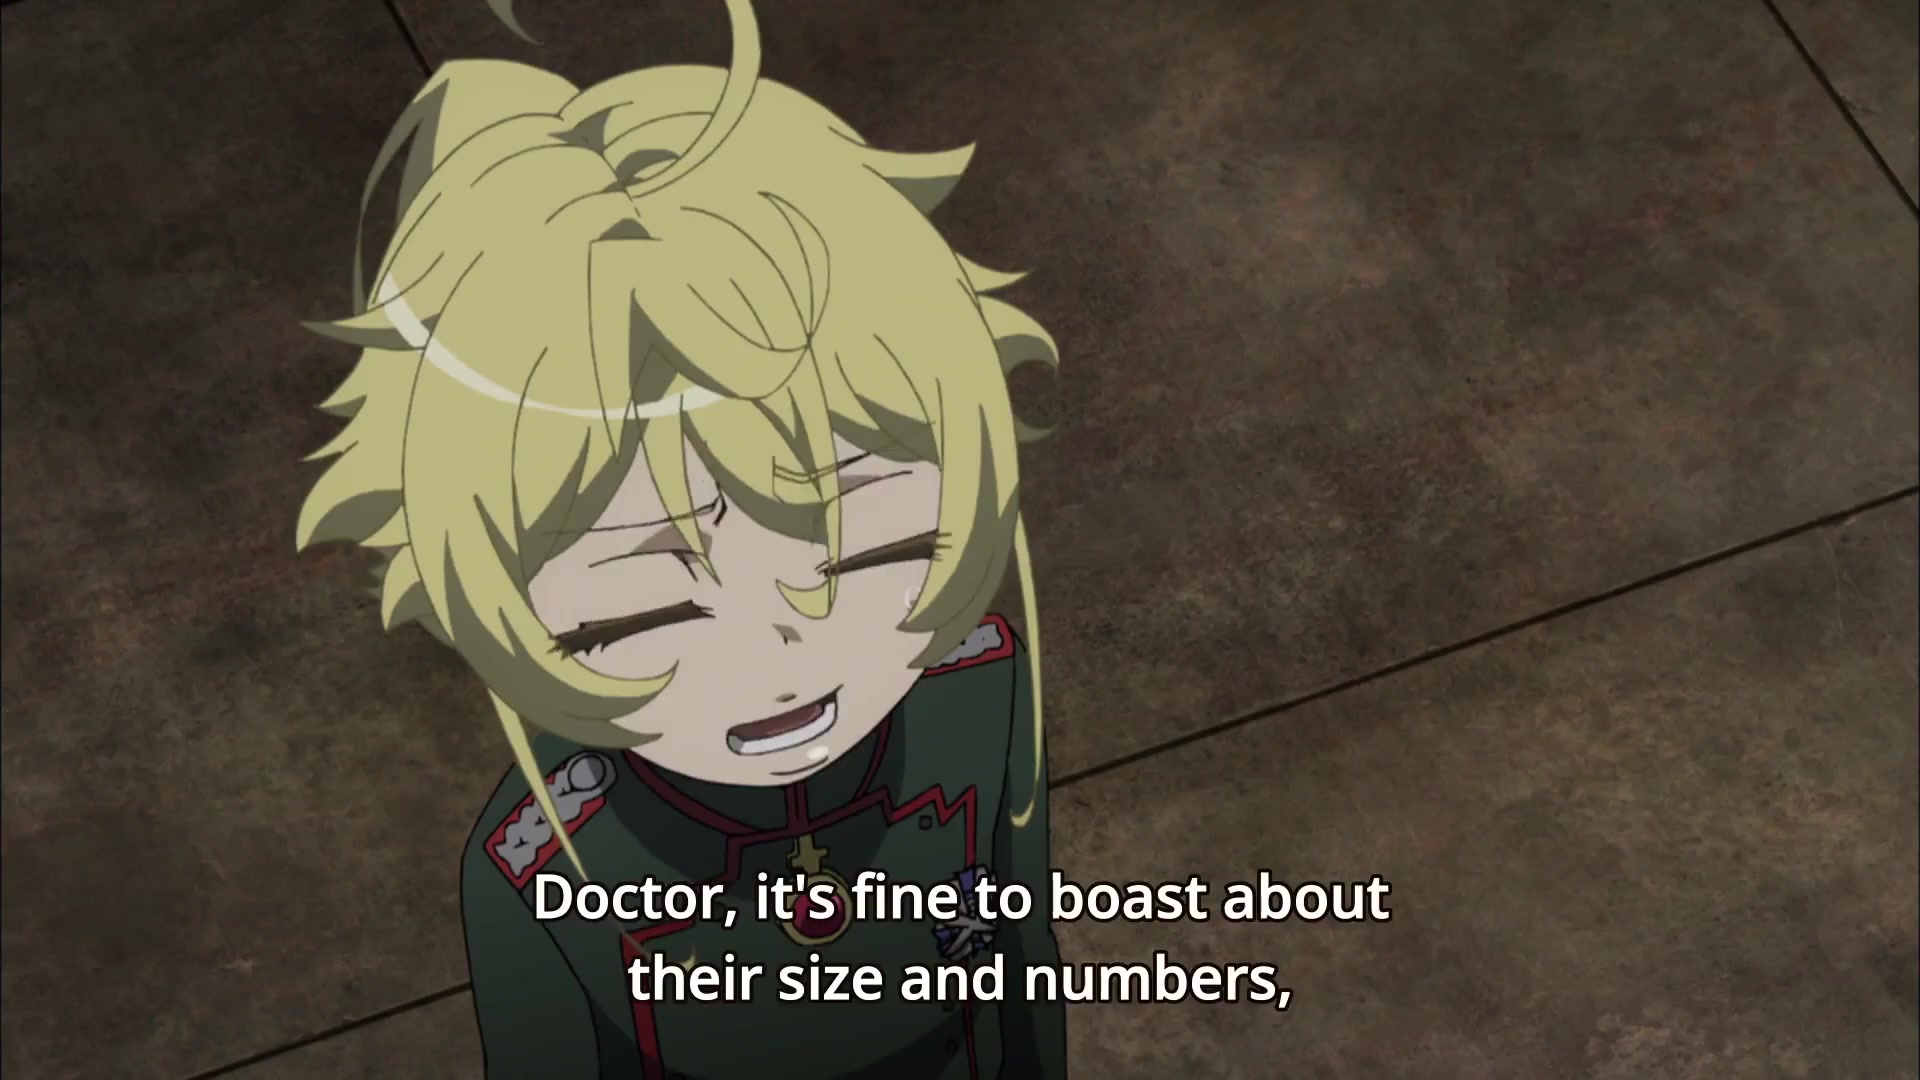 Doctor, it's fine to boast about
their size and numbers,